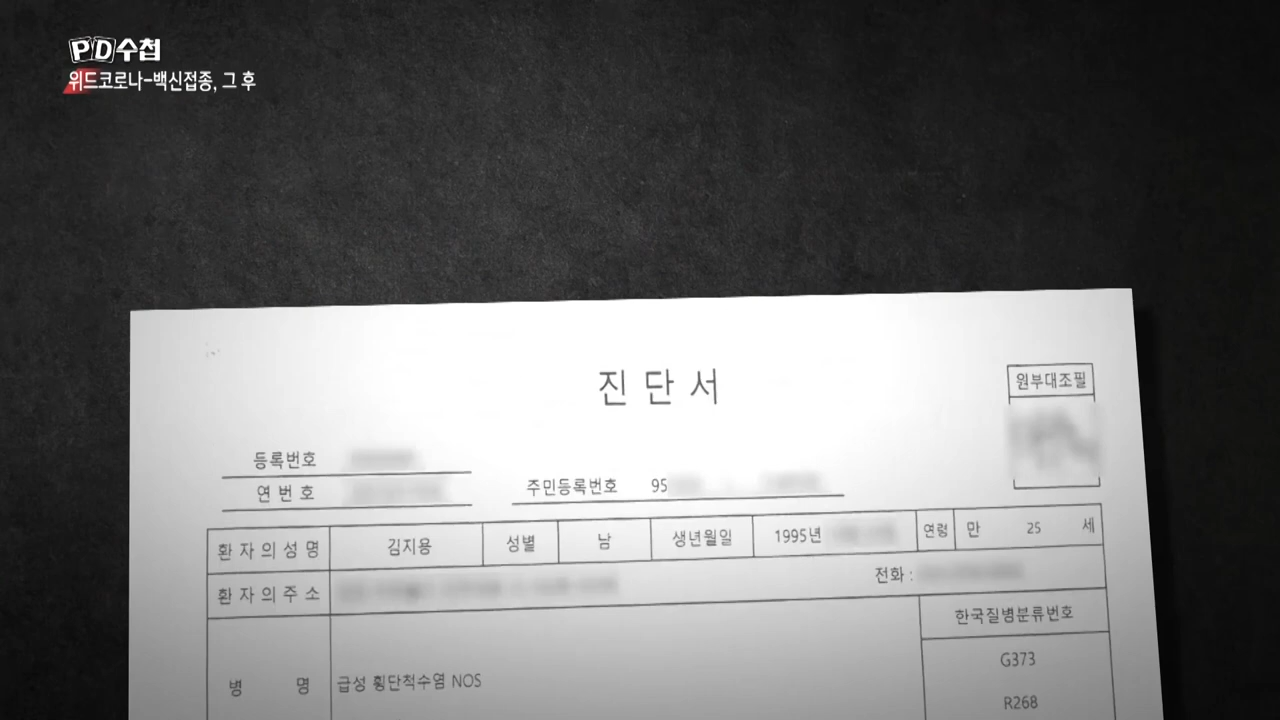 PD수첩
위드코로나-백신접종, 그 후
진 단 서
원부대조필
등록번호
연 번 호
주민등록번호 95
환 자 의 성 명 김지용 성별 남 생년월일 1995년 연령 만 25 세
환 자 의 주 소 전화 :
한국질병분류번호
병 명 급성 횡단척수염 NOS G373
R268